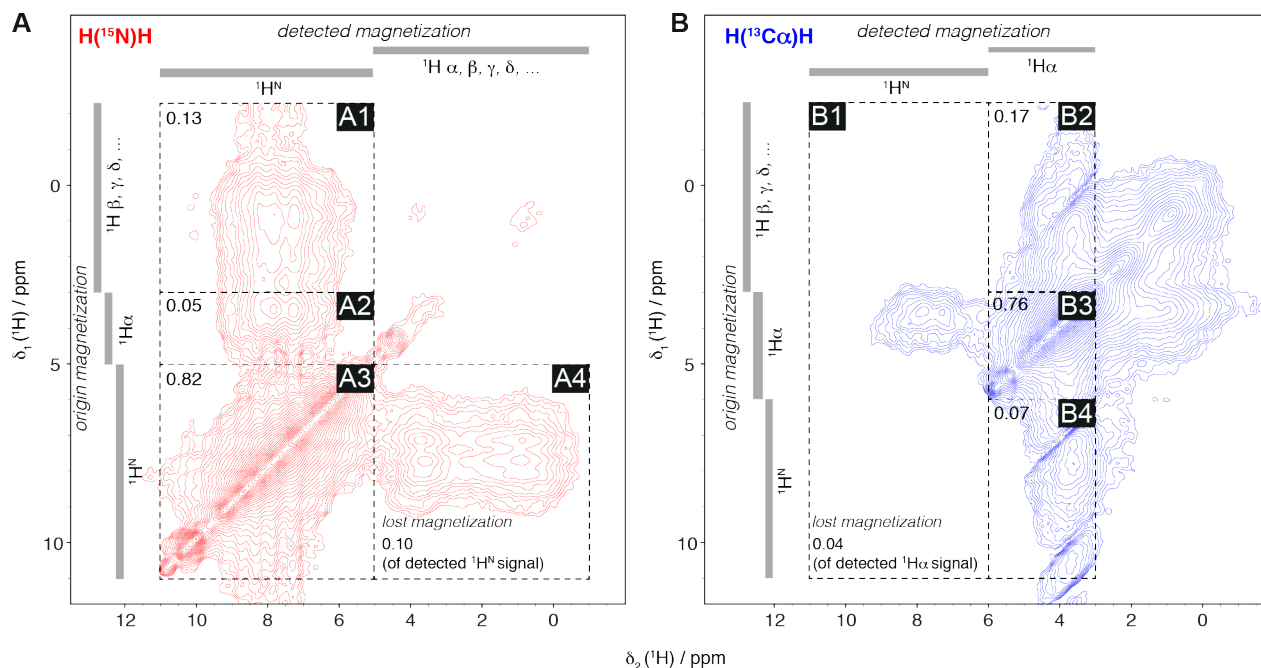 A
H(¹⁵N)H
detected magnetization
¹H α, β, γ, δ, ...
¹Hᴺ
A1
0.13
A2
0.05
A3
0.82
A4
lost magnetization
0.10
(of detected ¹Hᴺ signal)
origin magnetization
¹H β, γ, δ, ...
¹Hα
¹Hᴺ
δ₁ (¹H) / ppm
0
5
10
12 10 8 6 4 2 0
B
H(¹³Cα)H
detected magnetization
¹Hα
¹Hᴺ
B1
0.17
B2
0.76
B3
0.07
B4
lost magnetization
0.04
(of detected ¹Hα signal)
origin magnetization
¹H β, γ, δ, ...
¹Hα
¹Hᴺ
δ₁ (¹H) / ppm
0
5
10
12 10 8 6 4 2 0
δ₂ (¹H) / ppm